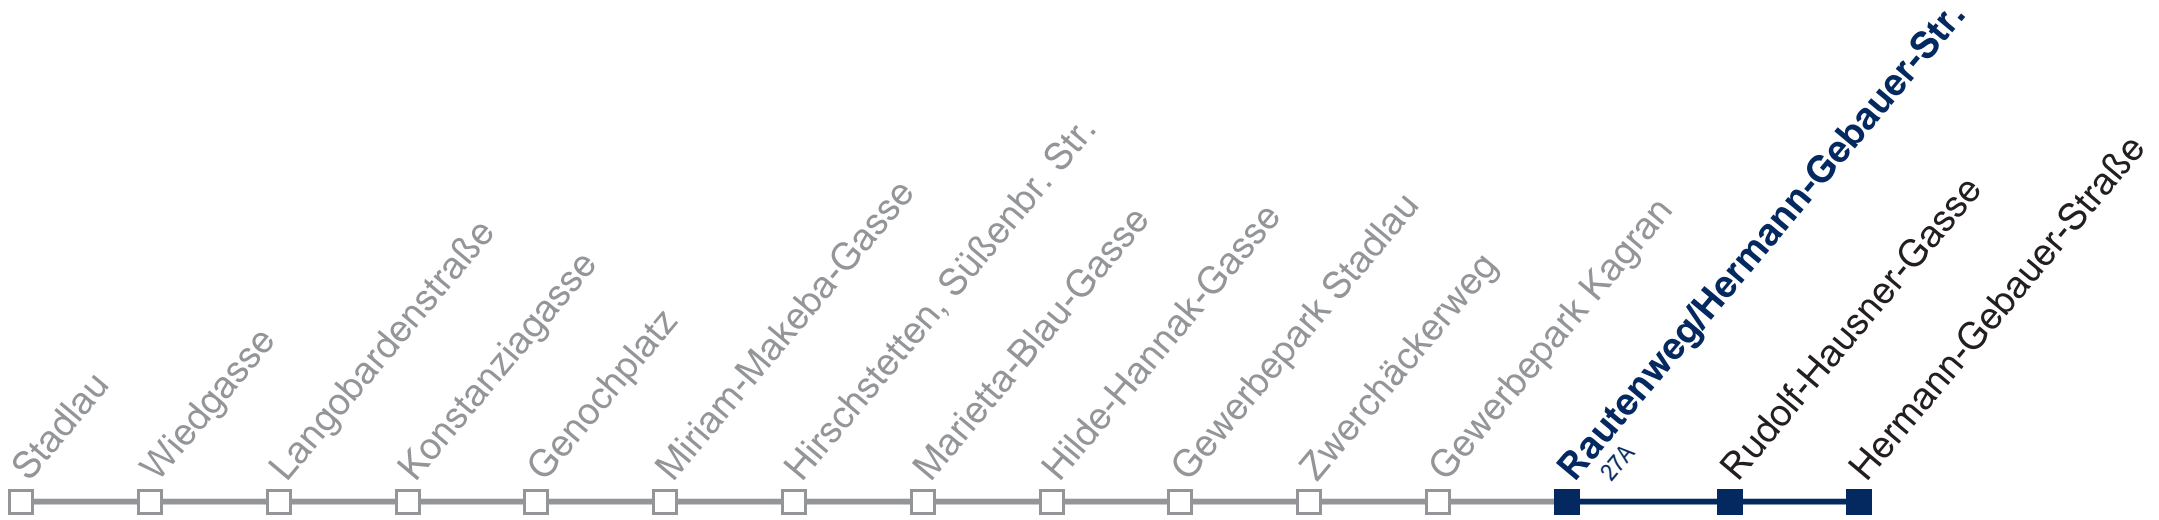 Stadlau
Wiedgasse
Langobardenstraße
Konstanziagasse
Genochplatz
Miriam-Makeba-Gasse
Hirschstetten, Süßenbr. Str.
Marietta-Blau-Gasse
Hilde-Hannak-Gasse
Gewerbepark Stadlau
Zwerchäckerweg
Gewerbepark Kagran
Rautenweg/Hermann-Gebauer-Str.
27A
Rudolf-Hausner-Gasse
Hermann-Gebauer-Straße